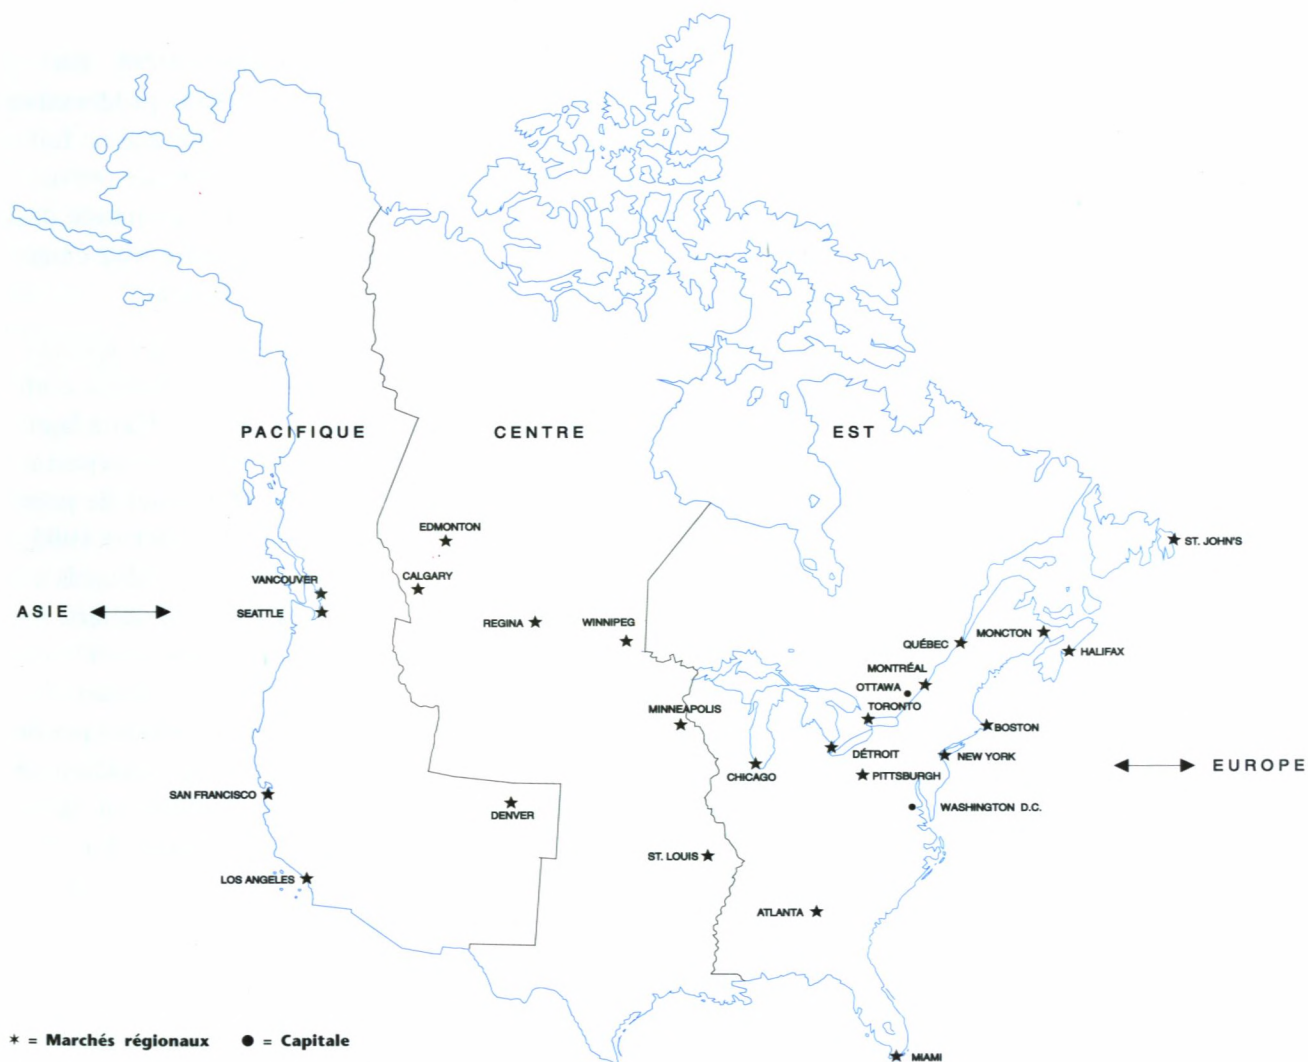 PACIFIQUE CENTRE EST
EDMONTON
ST. JOHN'S
CALGARY
VANCOUVER
ASIE
SEATTLE
REGINA
WINNIPEG
MONCTON
QUÉBEC
HALIFAX
MONTRÉAL
OTTAWA
TORONTO
MINNEAPOLIS
BOSTON
DÉTROIT
NEW YORK
EUROPE
CHICAGO
PITTSBURGH
SAN FRANCISCO
WASHINGTON D.C.
DENVER
ST. LOUIS
LOS ANGELES
ATLANTA
✶ = Marchés régionaux ● = Capitale
MIAMI